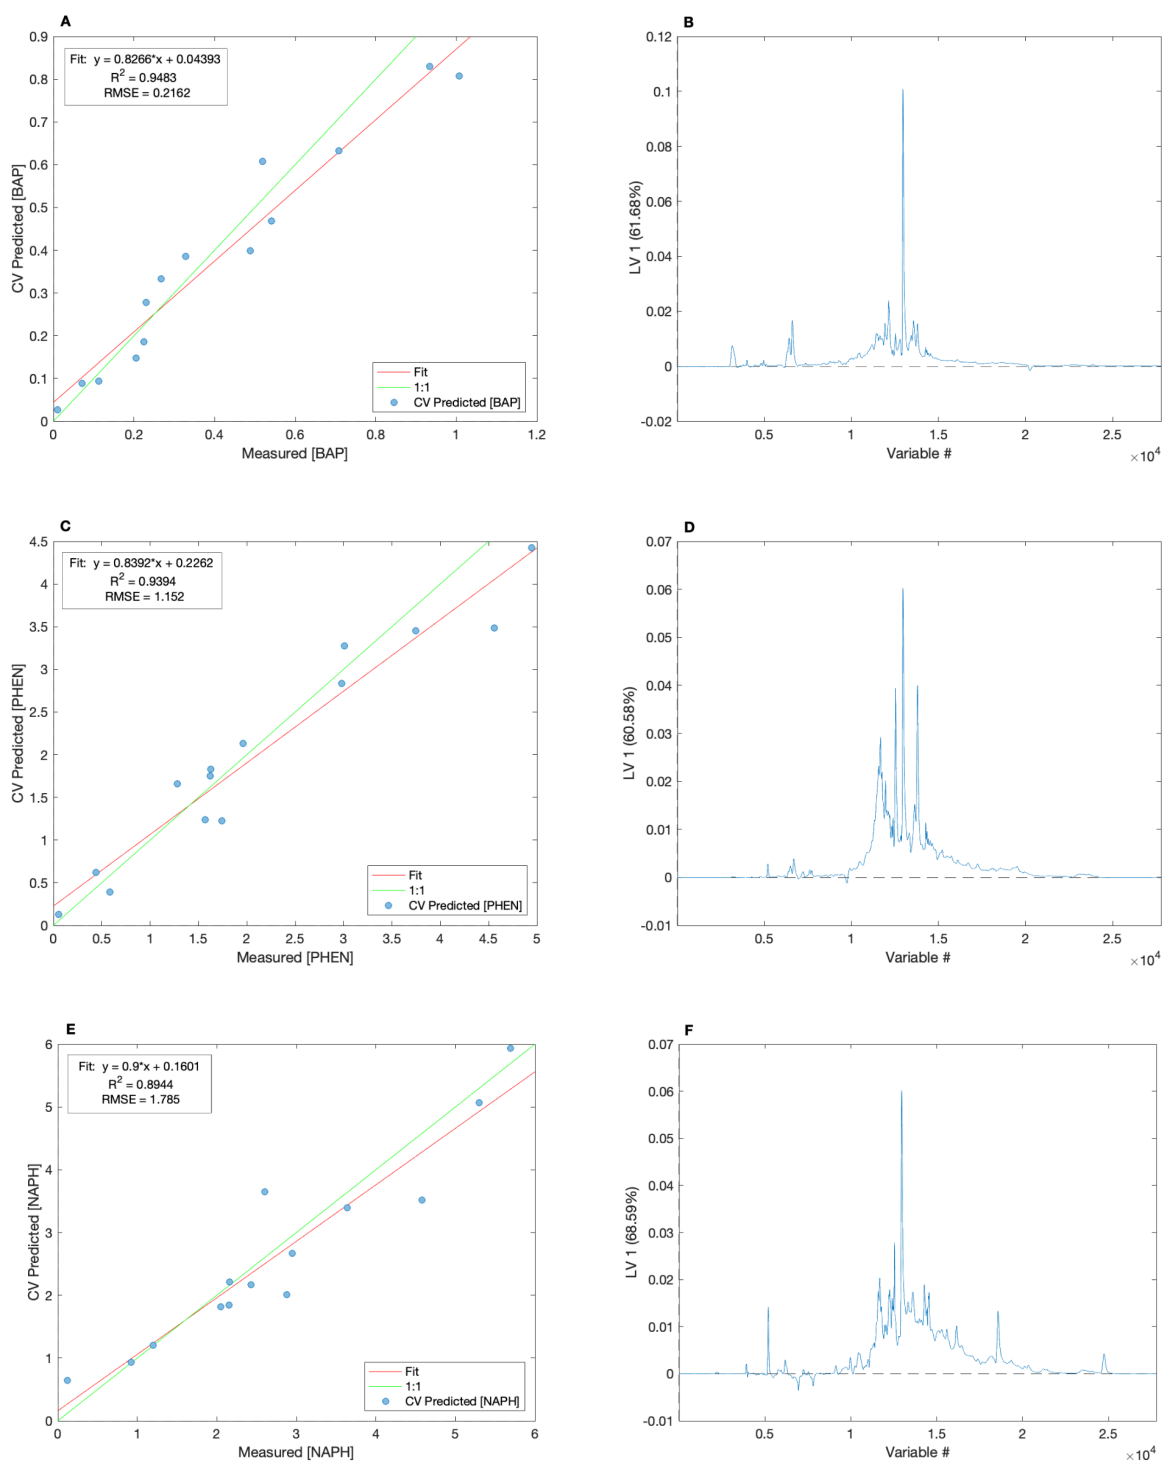 A
Fit: y = 0.8266*x + 0.04393
R2 = 0.9483
RMSE = 0.2162
0.9
0.8
0.7
0.6
0.5
0.4
0.3
0.2
0.1
0
CV Predicted [BAP]
Fit
1:1
CV Predicted [BAP]
0 0.2 0.4 0.6 0.8 1 1.2
Measured [BAP]
B
0.12
0.1
0.08
0.06
0.04
0.02
0
-0.02
LV 1 (61.68%)
0.5 1 1.5 2 2.5
Variable #
×10^4
C
Fit: y = 0.8392*x + 0.2262
R2 = 0.9394
RMSE = 1.152
4.5
4
3.5
3
2.5
2
1.5
1
0.5
0
CV Predicted [PHEN]
Fit
1:1
CV Predicted [PHEN]
0 0.5 1 1.5 2 2.5 3 3.5 4 4.5 5
Measured [PHEN]
D
0.07
0.06
0.05
0.04
0.03
0.02
0.01
0
-0.01
LV 1 (60.58%)
0.5 1 1.5 2 2.5
Variable #
×10^4
E
Fit: y = 0.9*x + 0.1601
R2 = 0.8944
RMSE = 1.785
6
5
4
3
2
1
0
CV Predicted [NAPH]
Fit
1:1
CV Predicted [NAPH]
0 1 2 3 4 5 6
Measured [NAPH]
F
0.07
0.06
0.05
0.04
0.03
0.02
0.01
0
-0.01
LV 1 (68.59%)
0.5 1 1.5 2 2.5
Variable #
×10^4